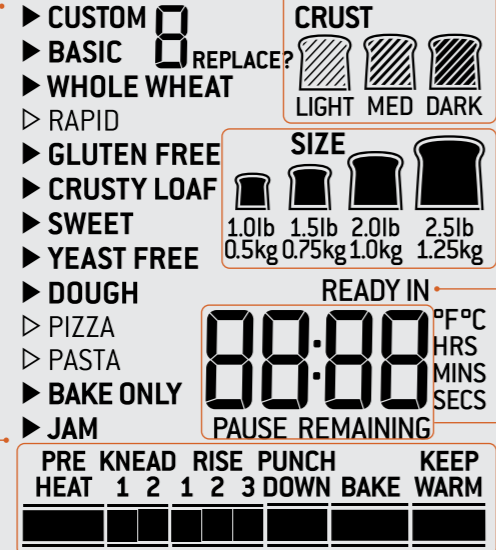 ▶ CUSTOM 8 REPLACE?
▶ BASIC
▶ WHOLE WHEAT
▷ RAPID
▶ GLUTEN FREE
▶ CRUSTY LOAF
▶ SWEET
▶ YEAST FREE
▶ DOUGH
▷ PIZZA
▷ PASTA
▶ BAKE ONLY
▶ JAM
CRUST
LIGHT MED DARK
SIZE
1.0lb 1.5lb 2.0lb 2.5lb
0.5kg 0.75kg 1.0kg 1.25kg
READY IN
88:88
°F°C
HRS
MINS
SECS
PAUSE REMAINING
PRE KNEAD RISE PUNCH KEEP
HEAT 1 2 1 2 3 DOWN BAKE WARM